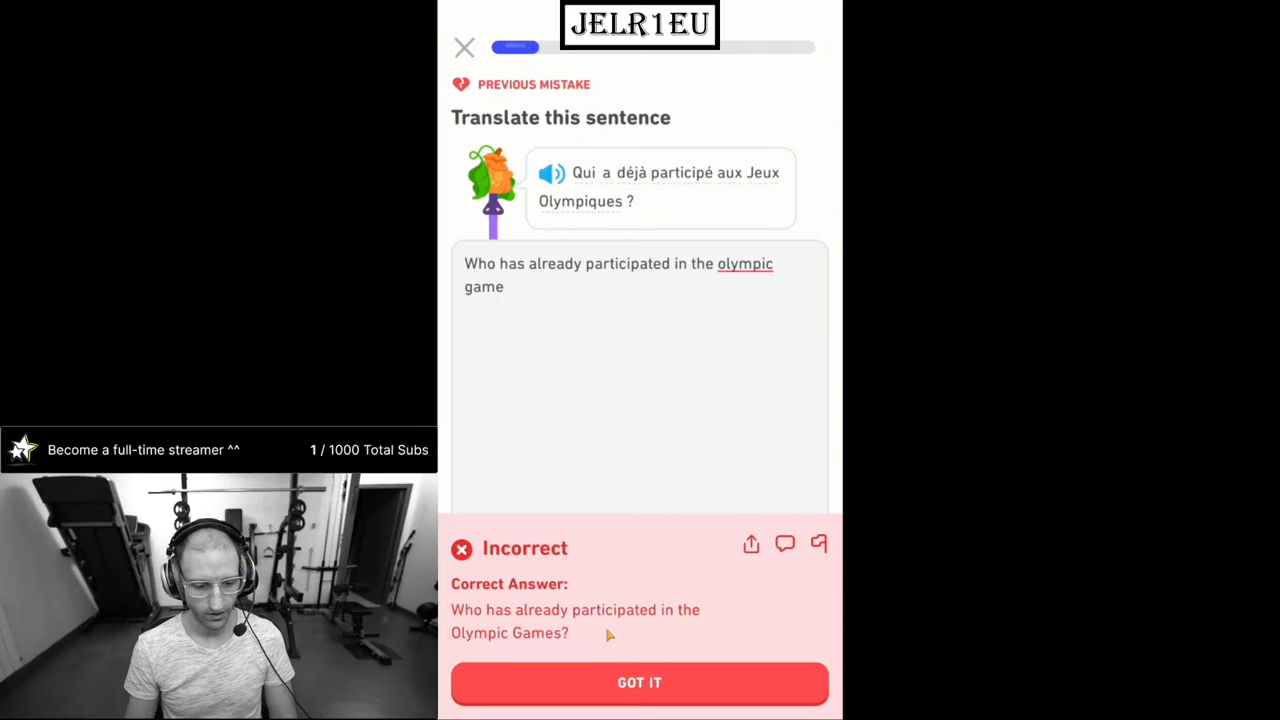 JELR1EU
PREVIOUS MISTAKE
Translate this sentence
Qui a déjà participé aux Jeux
Olympiques ?
Who has already participated in the olympic
game
Become a full-time streamer ^^ 1 / 1000 Total Subs
Incorrect
Correct Answer:
Who has already participated in the
Olympic Games?
GOT IT